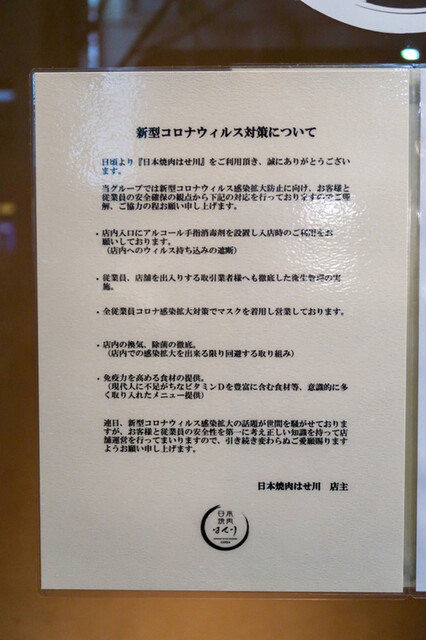 新型コロナウィルス対策について
日頃より『日本焼肉はせ川』をご利用頂き、誠にありがとうござい
ます。
当グループでは新型コロナウィルス感染拡大防止に向け、お客様と
従業員の安全確保の観点から下記の対応を行っておりますのでご理
解、ご協力の程お願い申し上げます。
・店内入口にアルコール手指消毒剤を設置し入店時のご利用をお
願いしております。
（店内へのウィルス持ち込みの遮断）
・従業員、店舗を出入りする取引業者様へも徹底した衛生管理の実
施。
・全従業員コロナ感染拡大対策でマスクを着用し営業しております。
・店内の換気、除菌の徹底。
（店内での感染拡大を出来る限り回避する取り組み）
・免疫力を高める食材の提供。
（現代人に不足がちなビタミンDを豊富に含む食材等、意識的に多
く取り入れたメニュー提供）
連日、新型コロナウィルス感染拡大の話題が世間を騒がせておりま
すが、お客様と従業員の安全性を第一に考え正しい知識を持って店
舗運営を行ってまいりますので、引き続き変わらぬご愛顧賜ります
ようお願い申し上げます。
日本焼肉はせ川　店主
日本
焼肉
はせ川